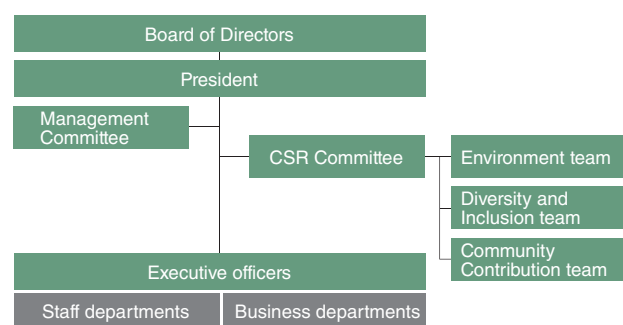 Board of Directors
President
Management
Committee
CSR Committee
Environment team
Diversity and
Inclusion team
Community
Contribution team
Executive officers
Staff departments
Business departments